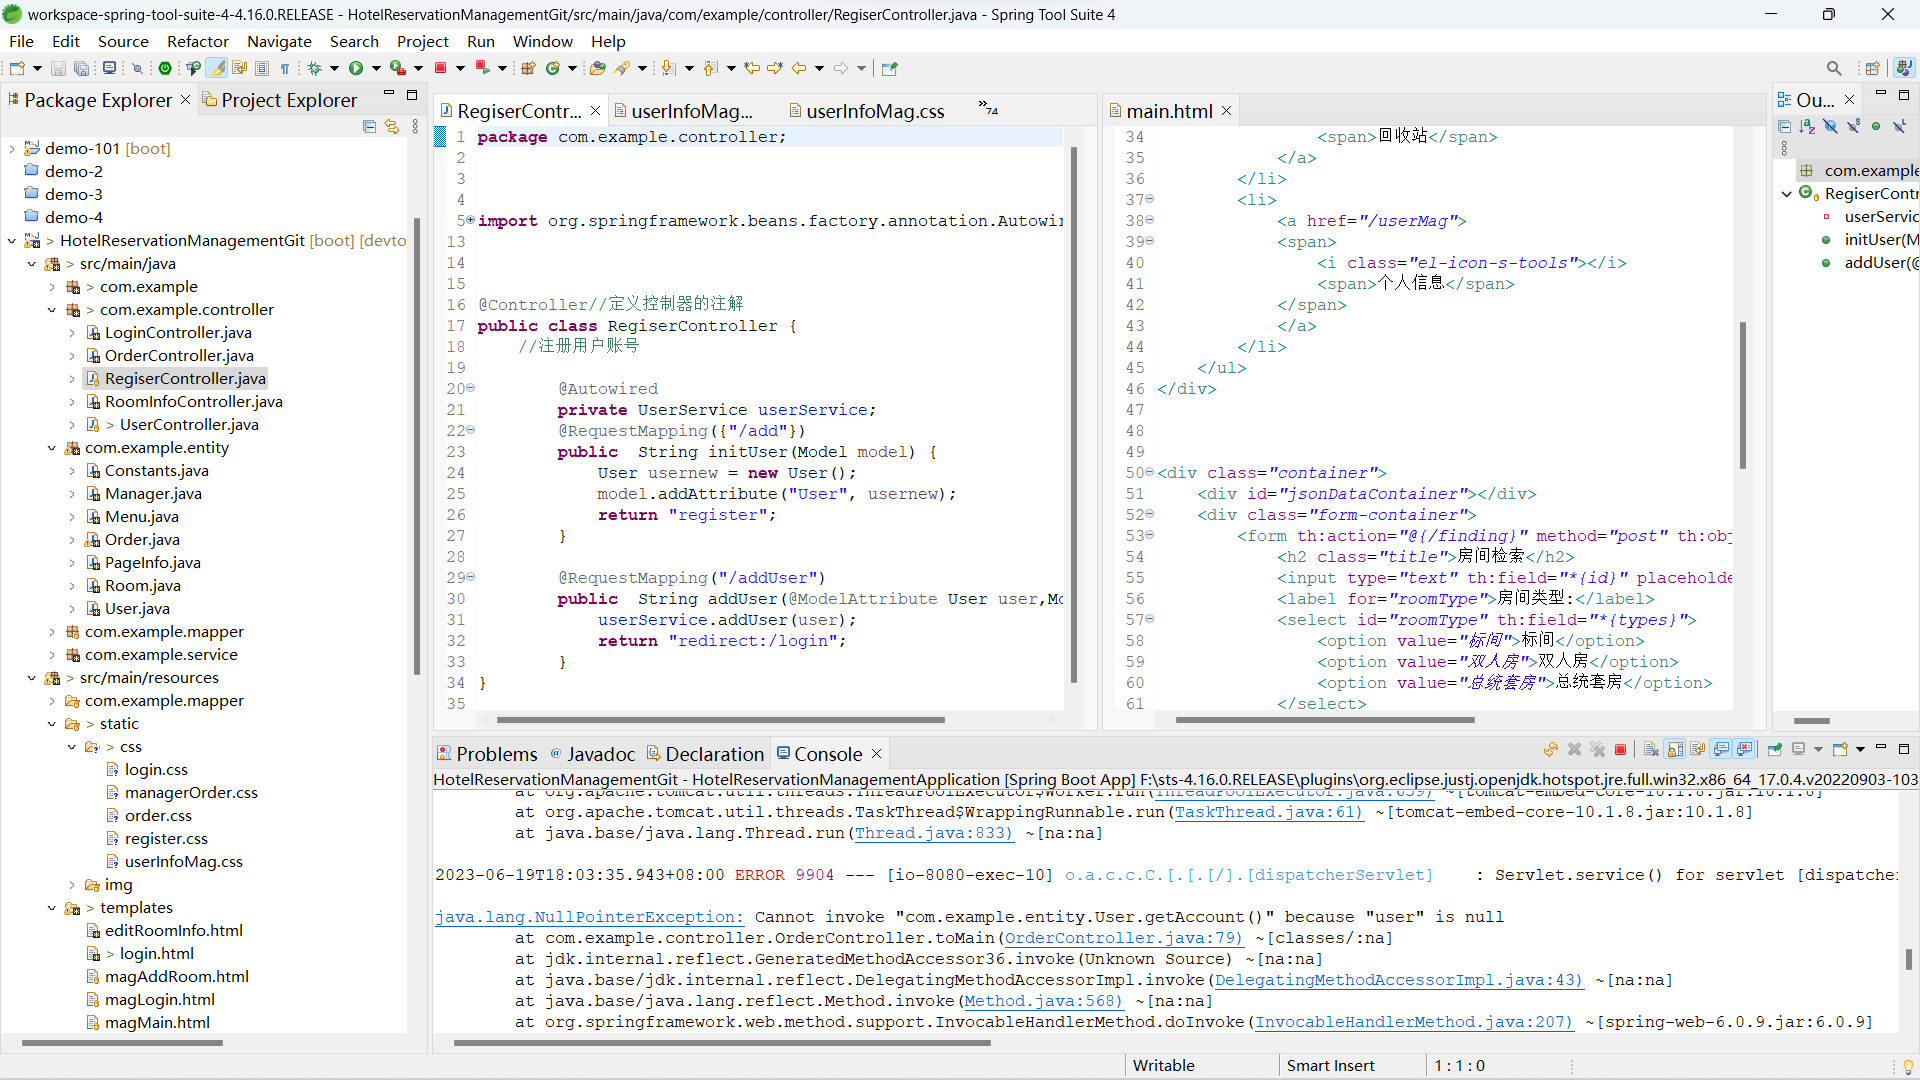 workspace-spring-tool-suite-4-4.16.0.RELEASE - HotelReservationManagementGit/src/main/java/com/example/controller/RegiserController.java - Spring Tool Suite 4
File Edit Source Refactor Navigate Search Project Run Window Help
Package Explorer Project Explorer
demo-101 [boot]
demo-2
demo-3
demo-4
> HotelReservationManagementGit [boot] [devto
> src/main/java
> com.example
> com.example.controller
LoginController.java
OrderController.java
RegiserController.java
RoomInfoController.java
> UserController.java
com.example.entity
Constants.java
Manager.java
Menu.java
Order.java
PageInfo.java
Room.java
User.java
com.example.mapper
com.example.service
> src/main/resources
com.example.mapper
> static
> css
login.css
managerOrder.css
order.css
register.css
userInfoMag.css
img
> templates
editRoomInfo.html
> login.html
magAddRoom.html
magLogin.html
magMain.html
RegiserContr... userInfoMag... userInfoMag.css »74
1 package com.example.controller;
2
3
4
5 import org.springframework.beans.factory.annotation.Autowi
13
14
15
16 @Controller//定义控制器的注解
17 public class RegiserController {
18 //注册用户账号
19
20 @Autowired
21 private UserService userService;
22 @RequestMapping({"/add"})
23 public  String initUser(Model model) {
24 User usernew = new User();
25 model.addAttribute("User", usernew);
26 return "register";
27 }
28
29 @RequestMapping("/addUser")
30 public  String addUser(@ModelAttribute User user,Mo
31 userService.addUser(user);
32 return "redirect:/login";
33 }
34 }
35
main.html
34 <span>回收站</span>
35 </a>
36 </li>
37 <li>
38 <a href="/userMag">
39 <span>
40 <i class="el-icon-s-tools"></i>
41 <span>个人信息</span>
42 </span>
43 </a>
44 </li>
45 </ul>
46 </div>
47
48
49
50 <div class="container">
51 <div id="jsonDataContainer"></div>
52 <div class="form-container">
53 <form th:action="@{/finding}" method="post" th:obj
54 <h2 class="title">房间检索</h2>
55 <input type="text" th:field="*{id}" placeholde
56 <label for="roomType">房间类型:</label>
57 <select id="roomType" th:field="*{types}">
58 <option value="标间">标间</option>
59 <option value="双人房">双人房</option>
60 <option value="总统套房">总统套房</option>
61 </select>
Ou...
com.example
RegiserContr
userServic
initUser(M
addUser(@
Problems Javadoc Declaration Console
HotelReservationManagementGit - HotelReservationManagementApplication [Spring Boot App] F:\sts-4.16.0.RELEASE\plugins\org.eclipse.justj.openjdk.hotspot.jre.full.win32.x86_64_17.0.4.v20220903-103
at org.apache.tomcat.util.threads.ThreadPoolExecutor$Worker.run(ThreadPoolExecutor.java:659) ~[tomcat-embed-core-10.1.8.jar:10.1.8]
at org.apache.tomcat.util.threads.TaskThread$WrappingRunnable.run(TaskThread.java:61) ~[tomcat-embed-core-10.1.8.jar:10.1.8]
at java.base/java.lang.Thread.run(Thread.java:833) ~[na:na]
2023-06-19T18:03:35.943+08:00 ERROR 9904 --- [io-8080-exec-10] o.a.c.c.C.[.[.[/].[dispatcherServlet] : Servlet.service() for servlet [dispatche
java.lang.NullPointerException: Cannot invoke "com.example.entity.User.getAccount()" because "user" is null
at com.example.controller.OrderController.toMain(OrderController.java:79) ~[classes/:na]
at jdk.internal.reflect.GeneratedMethodAccessor36.invoke(Unknown Source) ~[na:na]
at java.base/jdk.internal.reflect.DelegatingMethodAccessorImpl.invoke(DelegatingMethodAccessorImpl.java:43) ~[na:na]
at java.base/java.lang.reflect.Method.invoke(Method.java:568) ~[na:na]
at org.springframework.web.method.support.InvocableHandlerMethod.doInvoke(InvocableHandlerMethod.java:207) ~[spring-web-6.0.9.jar:6.0.9]
Writable Smart Insert 1 : 1 : 0